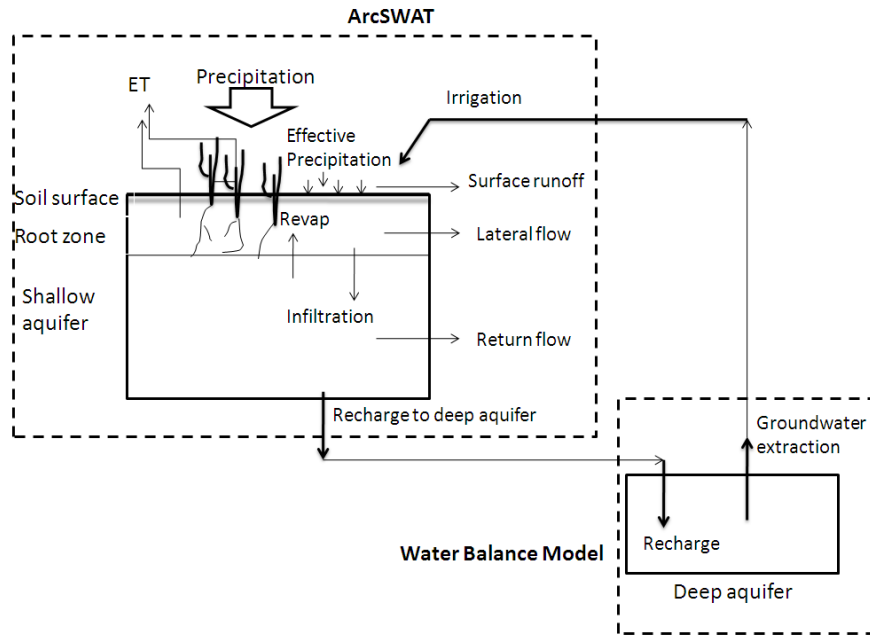 ArcSWAT
Precipitation
ET
Irrigation
Effective
Precipitation
Surface runoff
Soil surface
Revap
Root zone
Lateral flow
Shallow
aquifer
Infiltration
Return flow
Recharge to deep aquifer
Groundwater
extraction
Recharge
Water Balance Model
Deep aquifer